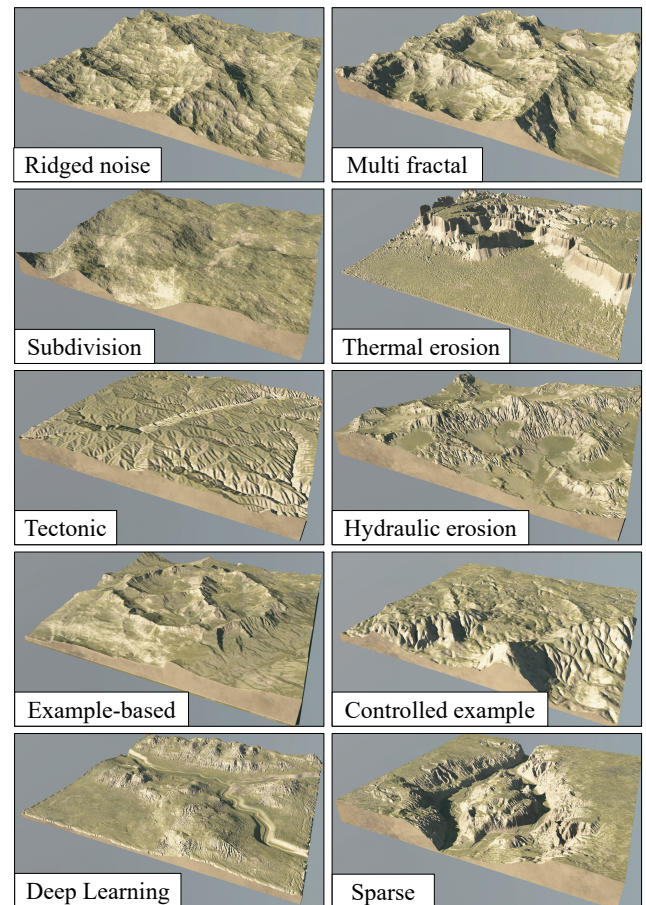 Ridged noise
Multi fractal
Subdivision
Thermal erosion
Tectonic
Hydraulic erosion
Example-based
Controlled example
Deep Learning
Sparse